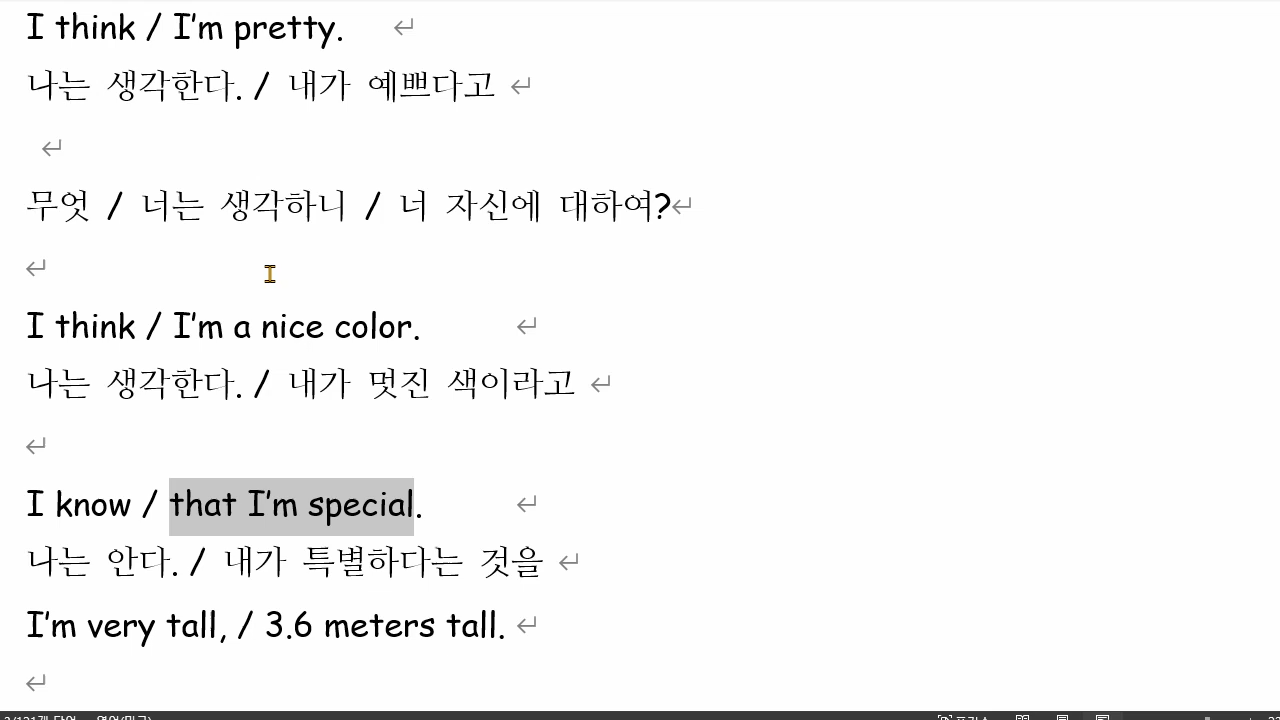 I think / I'm pretty.
나는 생각한다. / 내가 예쁘다고
무엇 / 너는 생각하니 / 너 자신에 대하여?
I think / I'm a nice color.
나는 생각한다. / 내가 멋진 색이라고
I know / that I'm special.
나는 안다. / 내가 특별하다는 것을
I'm very tall, / 3.6 meters tall.